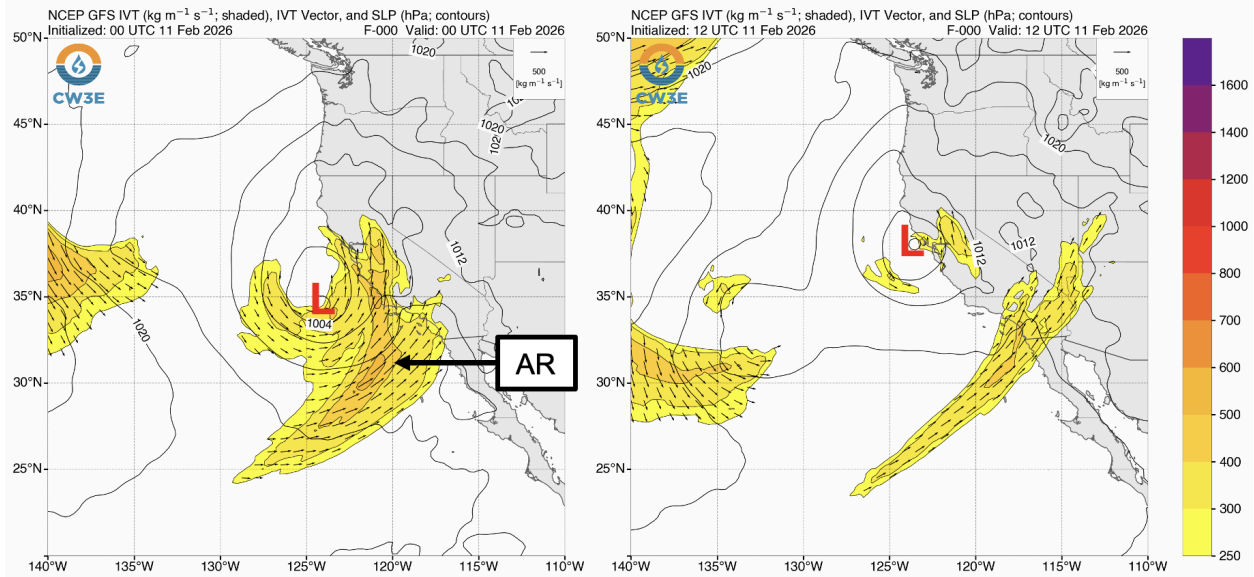 NCEP GFS IVT (kg m⁻¹ s⁻¹; shaded), IVT Vector, and SLP (hPa; contours)
Initialized: 00 UTC 11 Feb 2026 F-000 Valid: 00 UTC 11 Feb 2026
50°N
45°N
40°N
35°N
30°N
25°N
140°W
135°W
130°W
125°W
120°W
115°W
110°W
CW3E
500
[kg m⁻¹ s⁻¹]
1020
1020
1020
1012
L
1004
1020
AR
NCEP GFS IVT (kg m⁻¹ s⁻¹; shaded), IVT Vector, and SLP (hPa; contours)
Initialized: 12 UTC 11 Feb 2026 F-000 Valid: 12 UTC 11 Feb 2026
50°N
45°N
40°N
35°N
30°N
25°N
140°W
135°W
130°W
125°W
120°W
115°W
110°W
CW3E
500
[kg m⁻¹ s⁻¹]
1020
1020
L
1012
1012
1600
1400
1200
1000
800
700
600
500
400
300
250